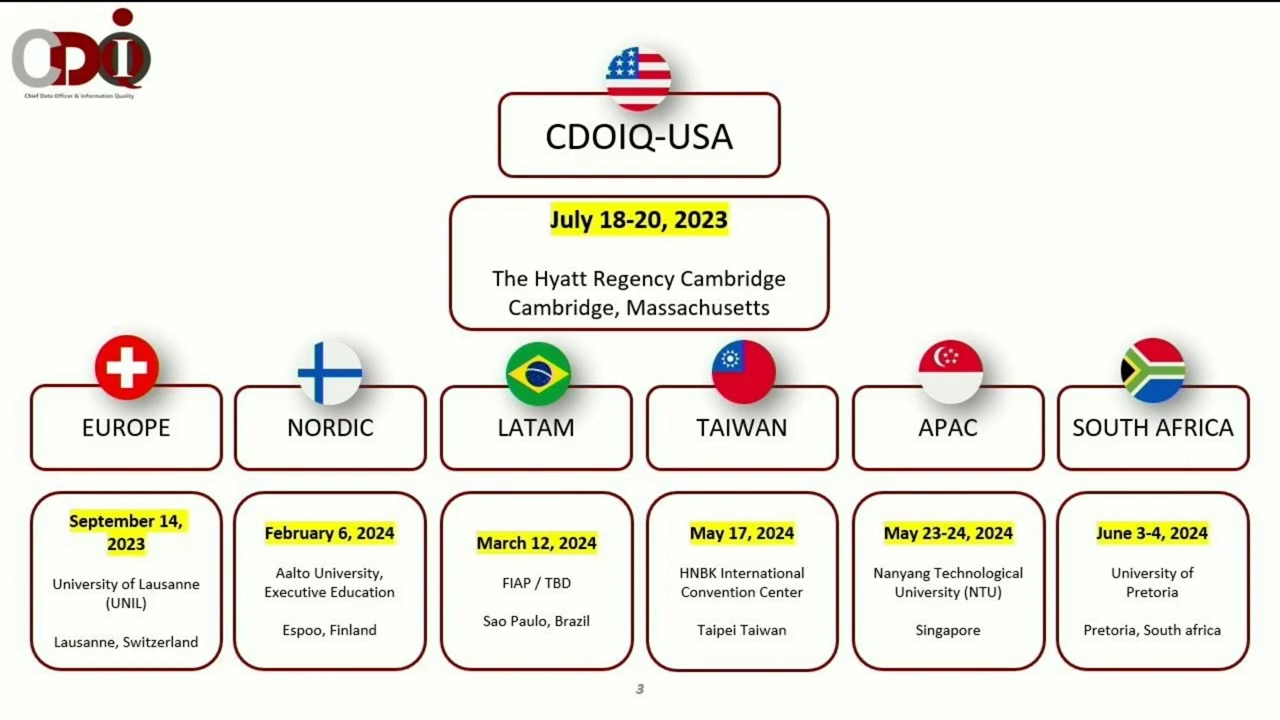 CDOIQ
Chief Data Officer & Information Quality
CDOIQ-USA
July 18-20, 2023
The Hyatt Regency Cambridge
Cambridge, Massachusetts
EUROPE
NORDIC
LATAM
TAIWAN
APAC
SOUTH AFRICA
September 14,
2023
University of Lausanne
(UNIL)
Lausanne, Switzerland
February 6, 2024
Aalto University,
Executive Education
Espoo, Finland
March 12, 2024
FIAP / TBD
Sao Paulo, Brazil
May 17, 2024
HNBK International
Convention Center
Taipei Taiwan
May 23-24, 2024
Nanyang Technological
University (NTU)
Singapore
June 3-4, 2024
University of
Pretoria
Pretoria, South africa
3